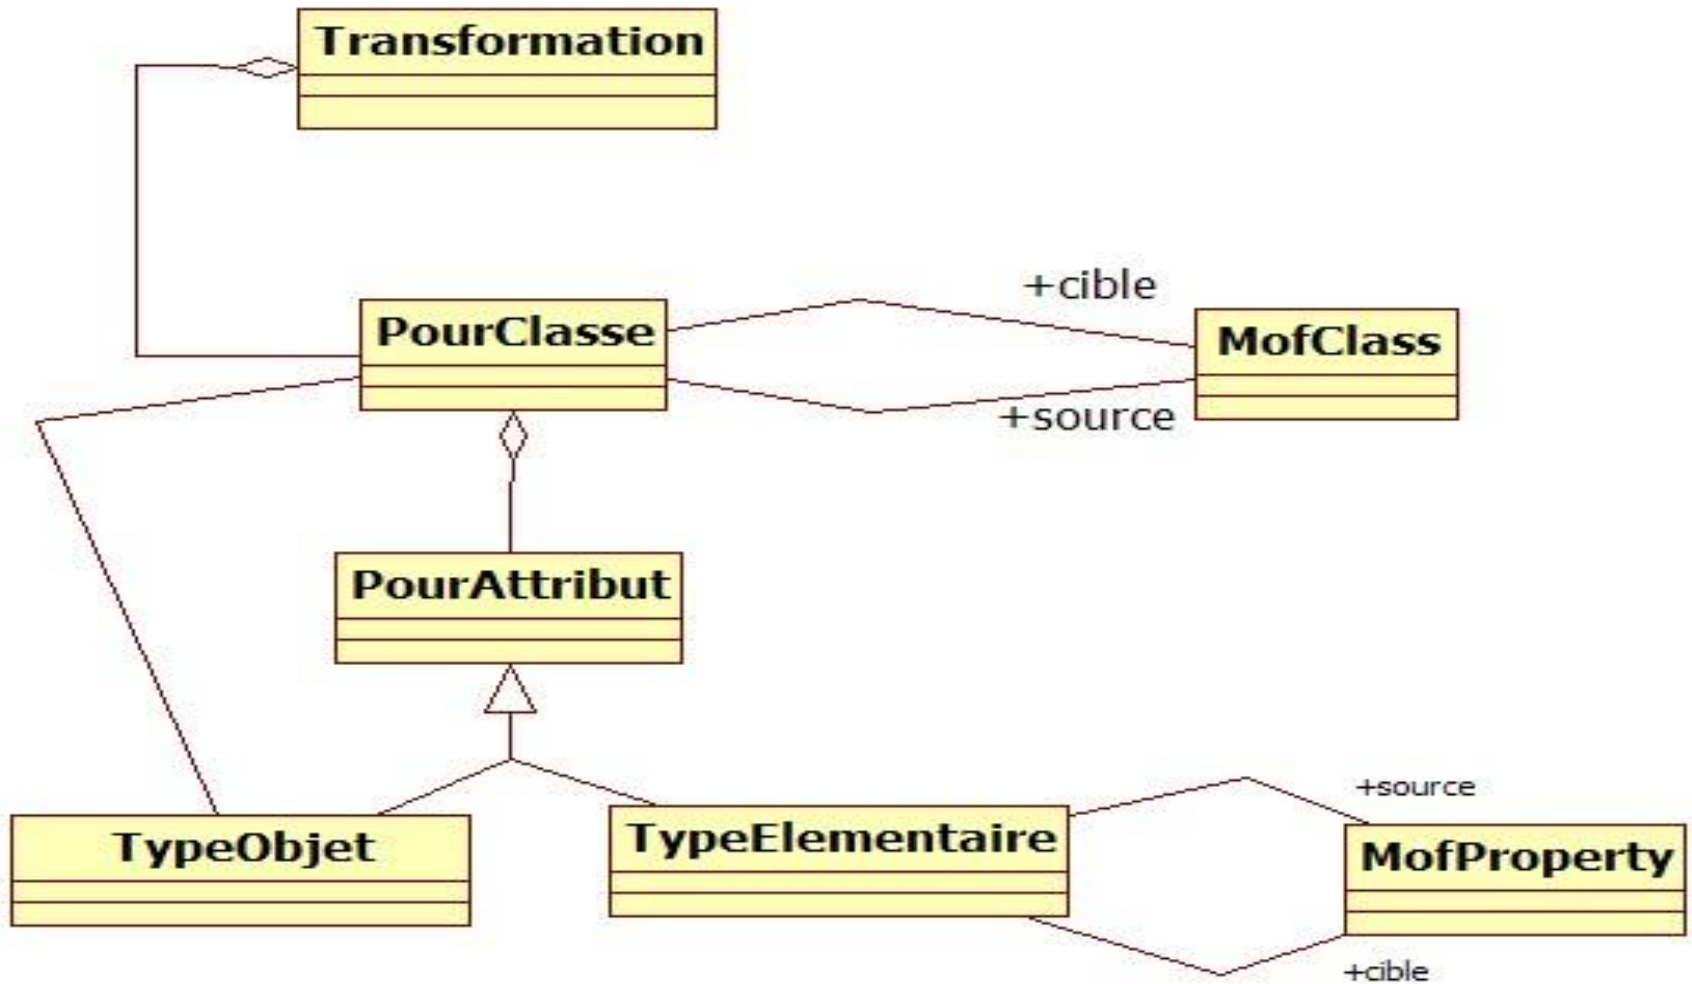 Transformation
+cible
PourClasse
MofClass
+source
PourAttribut
+source
TypeObjet
TypeElementaire
MofProperty
+cible